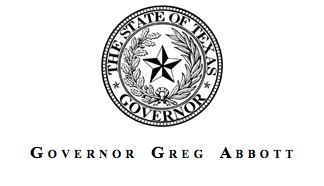 THE STATE OF TEXAS
GOVERNOR
GOVERNOR GREG ABBOTT